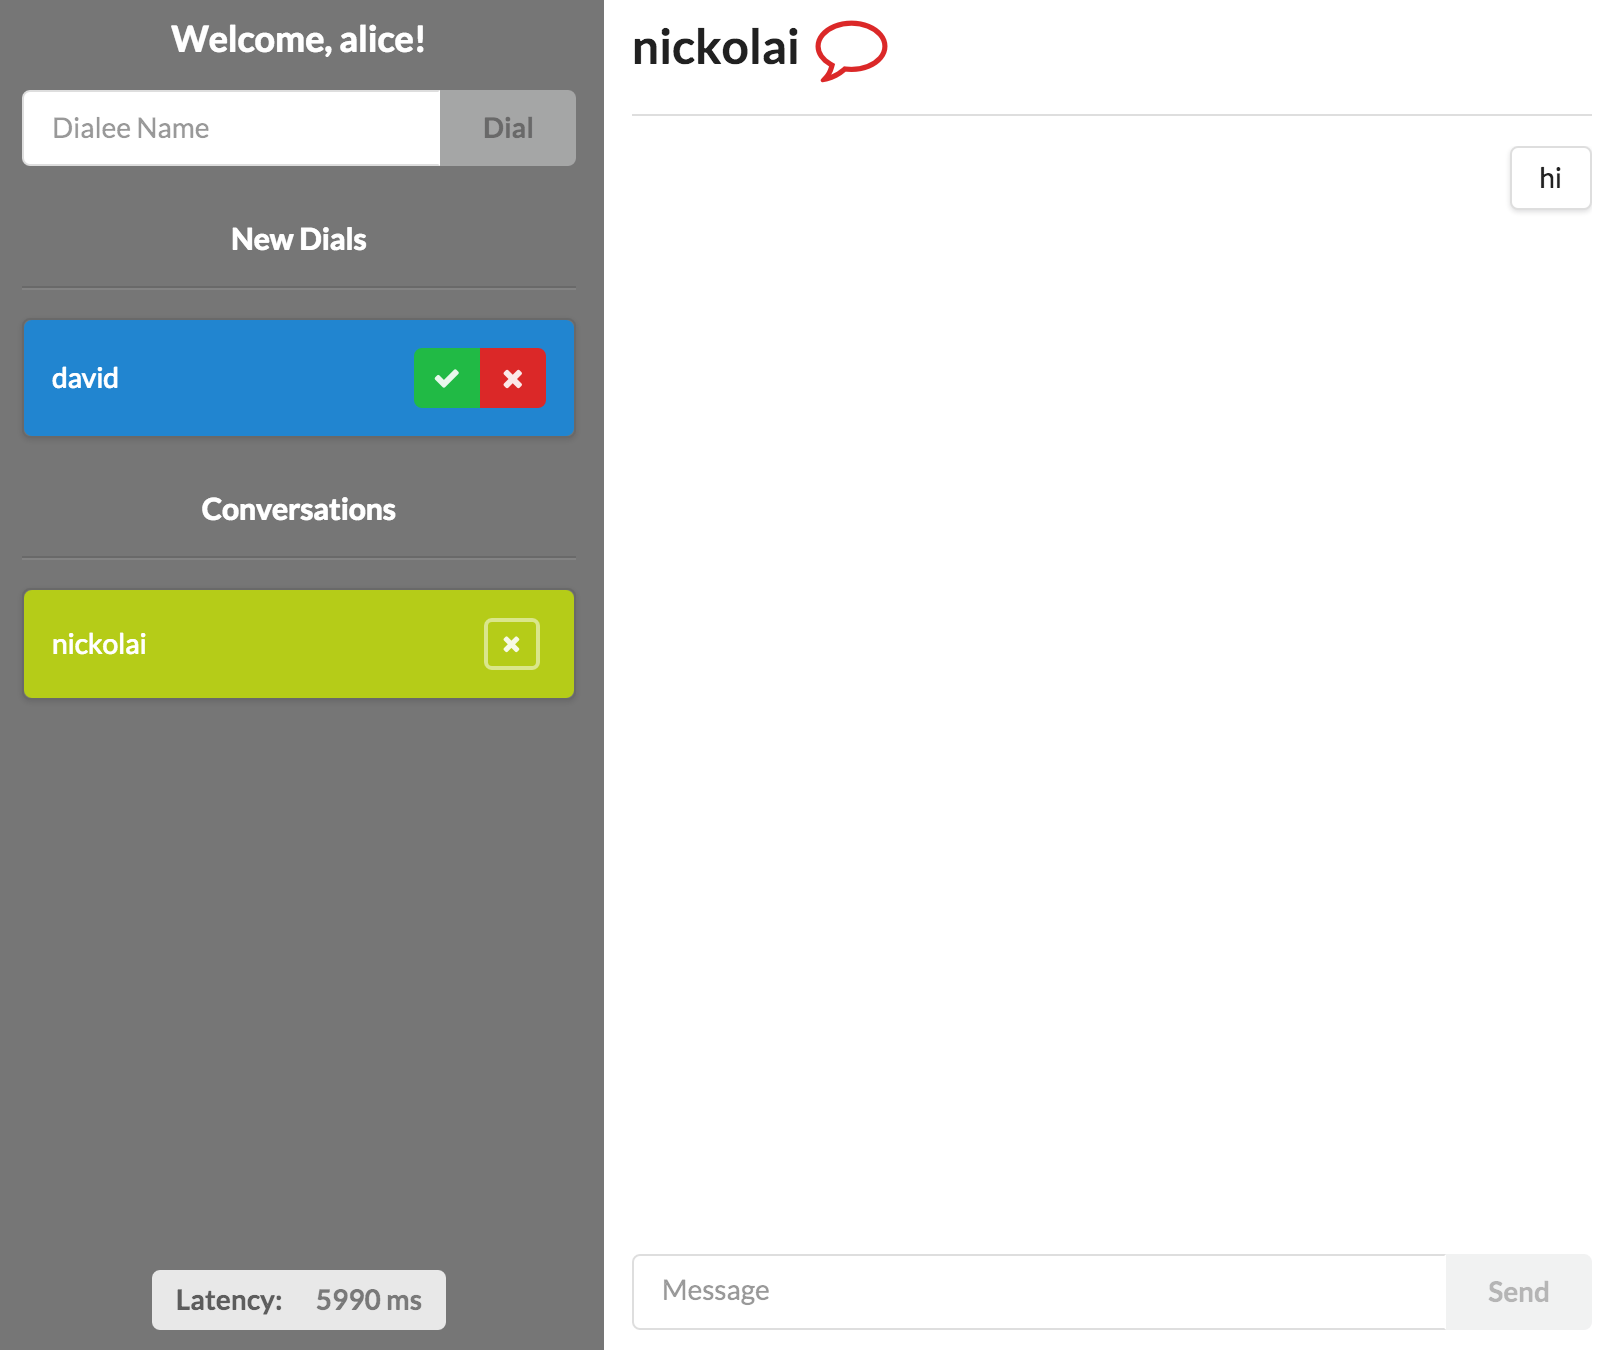 Welcome, alice!
Dialee Name
Dial
New Dials
david
Conversations
nickolai
Latency: 5990 ms
nickolai
hi
Message
Send